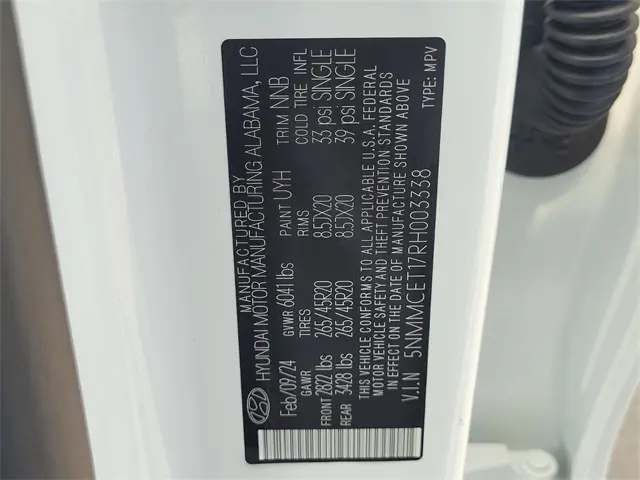 MANUFACTURED BY
HYUNDAI MOTOR MANUFACTURING ALABAMA, LLC
Feb/09/24 GVWR 6041 lbs PAINT UYH TRIM NNB
GAWR TIRES RIMS COLD TIRE INFL
FRONT 2822 lbs 265/45R20 8.5JX20 33 psi SINGLE
REAR 3428 lbs 265/45R20 8.5JX20 39 psi SINGLE
THIS VEHICLE CONFORMS TO ALL APPLICABLE U.S.A. FEDERAL
MOTOR VEHICLE SAFETY AND THEFT PREVENTION STANDARDS
IN EFFECT ON THE DATE OF MANUFACTURE SHOWN ABOVE
V.I.N 5NMMCET17RH003338 TYPE: MPV